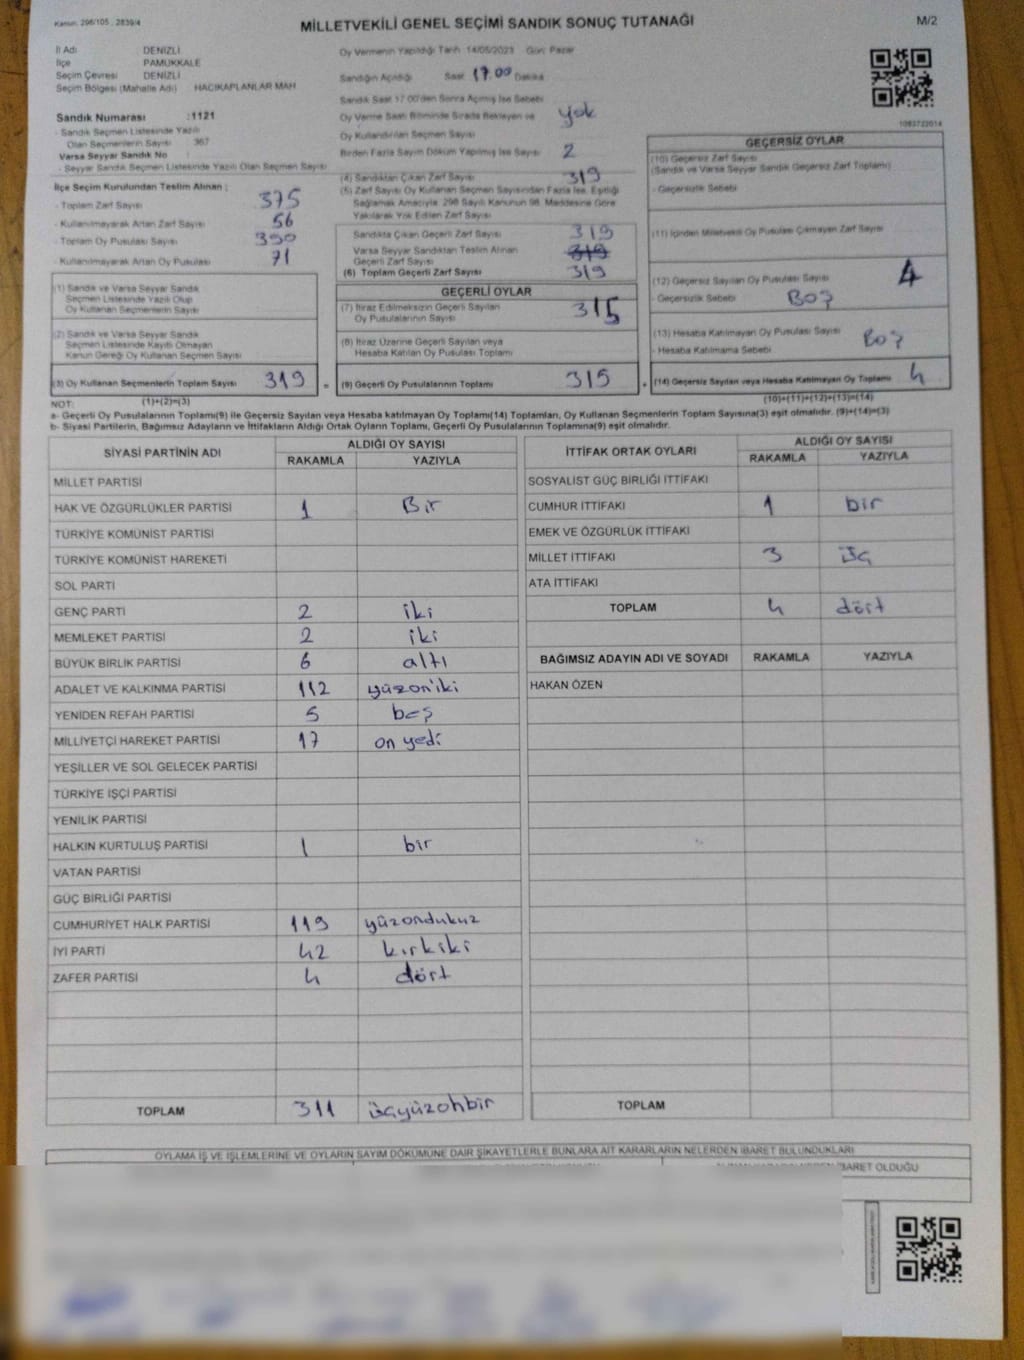 Kanun: 298/105 , 2839/4
MİLLETVEKİLİ GENEL SEÇİMİ SANDIK SONUÇ TUTANAĞI
M/2
İl Adı DENİZLİ
İlçe PAMUKKALE
Seçim Çevresi DENİZLİ
Seçim Bölgesi (Mahalle Adı) HACIKAPLANLAR MAH
Sandık Numarası : 1121
- Sandık Seçmen Listesinde Yazılı
Olan Seçmenlerin Sayısı 367
Varsa Seyyar Sandık No :
- Seyyar Sandık Seçmen Listesinde Yazılı Olan Seçmen Sayısı
İlçe Seçim Kurulundan Teslim Alınan ;
- Toplam Zarf Sayısı 375
- Kullanılmayarak Artan Zarf Sayısı 56
- Toplam Oy Pusulası Sayısı 390
- Kullanılmayarak Artan Oy Pusulası 71
Oy Vermenin Yapıldığı Tarih 14/05/2023 Gün: Pazar
Sandığın Açıldığı Saat 17.00 Dakika
Sandık Saat 17:00'den Sonra Açılmış İse Sebebi
Oy Verme Saati Bitiminde Sırada Bekleyen ve yok
Oy Kullandırılan Seçmen Sayısı
Birden Fazla Sayım Döküm Yapılmış İse Sayısı 2
(4) Sandıktan Çıkan Zarf Sayısı 319
(5) Zarf Sayısı Oy Kullanan Seçmen Sayısından Fazla İse, Eşitliği
Sağlamak Amacıyla, 298 Sayılı Kanunun 98. Maddesine Göre
Yakılarak Yok Edilen Zarf Sayısı
Sandıkta Çıkan Geçerli Zarf Sayısı 319
Varsa Seyyar Sandıktan Teslim Alınan 319
Geçerli Zarf Sayısı
(6) Toplam Geçerli Zarf Sayısı 319
1083722014
GEÇERSİZ OYLAR
(10) Geçersiz Zarf Sayısı
(Sandık ve Varsa Seyyar Sandık Geçersiz Zarf Toplamı)
- Geçersizlik Sebebi
(11) İçinden Milletvekili Oy Pusulası Çıkmayan Zarf Sayısı
(12) Geçersiz Sayılan Oy Pusulası Sayısı 4
- Geçersizlik Sebebi Boş
(13) Hesaba Katılmayan Oy Pusulası Sayısı Boş
- Hesaba Katılmama Sebebi
(14) Geçersiz Sayılan veya Hesaba Katılmayan Oy Toplamı 4
(10)+(11)+(12)+(13)=(14)
(1) Sandık ve Varsa Seyyar Sandık
Seçmen Listesinde Yazılı Olup
Oy Kullanan Seçmenlerin Sayısı
(2) Sandık ve Varsa Seyyar Sandık
Seçmen Listesinde Kayıtlı Olmayan
Kanun Gereği Oy Kullanan Seçmen Sayısı
(3) Oy Kullanan Seçmenlerin Toplam Sayısı 319 =
(1)+(2)=(3)
GEÇERLİ OYLAR
(7) İtiraz Edilmeksizin Geçerli Sayılan
Oy Pusulalarının Sayısı 315
(8) İtiraz Üzerine Geçerli Sayılan veya
Hesaba Katılan Oy Pusulası Toplamı
(9) Geçerli Oy Pusulalarının Toplamı 315 +
NOT:
a- Geçerli Oy Pusulaları Toplamı(9) ile Geçersiz Sayılan veya Hesaba katılmayan Oy Toplamı(14) Toplamları, Oy Kullanan Seçmenlerin Toplam Sayısına(3) eşit olmalıdır. (9)+(14)=(3)
b- Siyasi Partilerin, Bağımsız Adayların ve İttifakların Aldığı Ortak Oyların Toplamı, Geçerli Oy Pusulalarının Toplamına(9) eşit olmalıdır.
SİYASİ PARTİNİN ADI ALDIĞI OY SAYISI
RAKAMLA YAZIYLA
MİLLET PARTİSİ
HAK VE ÖZGÜRLÜKLER PARTİSİ 1 Bir
TÜRKİYE KOMÜNİST PARTİSİ
TÜRKİYE KOMÜNİST HAREKETİ
SOL PARTİ
GENÇ PARTİ 2 iki
MEMLEKET PARTİSİ 2 iki
BÜYÜK BİRLİK PARTİSİ 6 altı
ADALET VE KALKINMA PARTİSİ 112 yüzon'iki
YENİDEN REFAH PARTİSİ 5 beş
MİLLİYETÇİ HAREKET PARTİSİ 17 on yedi
YEŞİLLER VE SOL GELECEK PARTİSİ
TÜRKİYE İŞÇİ PARTİSİ
YENİLİK PARTİSİ
HALKIN KURTULUŞ PARTİSİ 1 bir
VATAN PARTİSİ
GÜÇ BİRLİĞİ PARTİSİ
CUMHURİYET HALK PARTİSİ 119 yüzondukuz
İYİ PARTİ 42 kırkiki
ZAFER PARTİSİ 4 dört
TOPLAM 311 üçyüzonbir
İTTİFAK ORTAK OYLARI ALDIĞI OY SAYISI
RAKAMLA YAZIYLA
SOSYALİST GÜÇ BİRLİĞİ İTTİFAKI
CUMHUR İTTİFAKI 1 bir
EMEK VE ÖZGÜRLÜK İTTİFAKI
MİLLET İTTİFAKI 3 üç
ATA İTTİFAKI
TOPLAM 4 dört
BAĞIMSIZ ADAYIN ADI VE SOYADI RAKAMLA YAZIYLA
HAKAN ÖZEN
TOPLAM
OYLAMA İŞ VE İŞLEMLERİNE VE OYLARIN SAYIM DÖKÜMÜNE DAİR ŞİKAYETLERLE BUNLARA AİT KARARLARIN NELERDEN İBARET BULUNDUKLARI
İBARET OLDUĞU